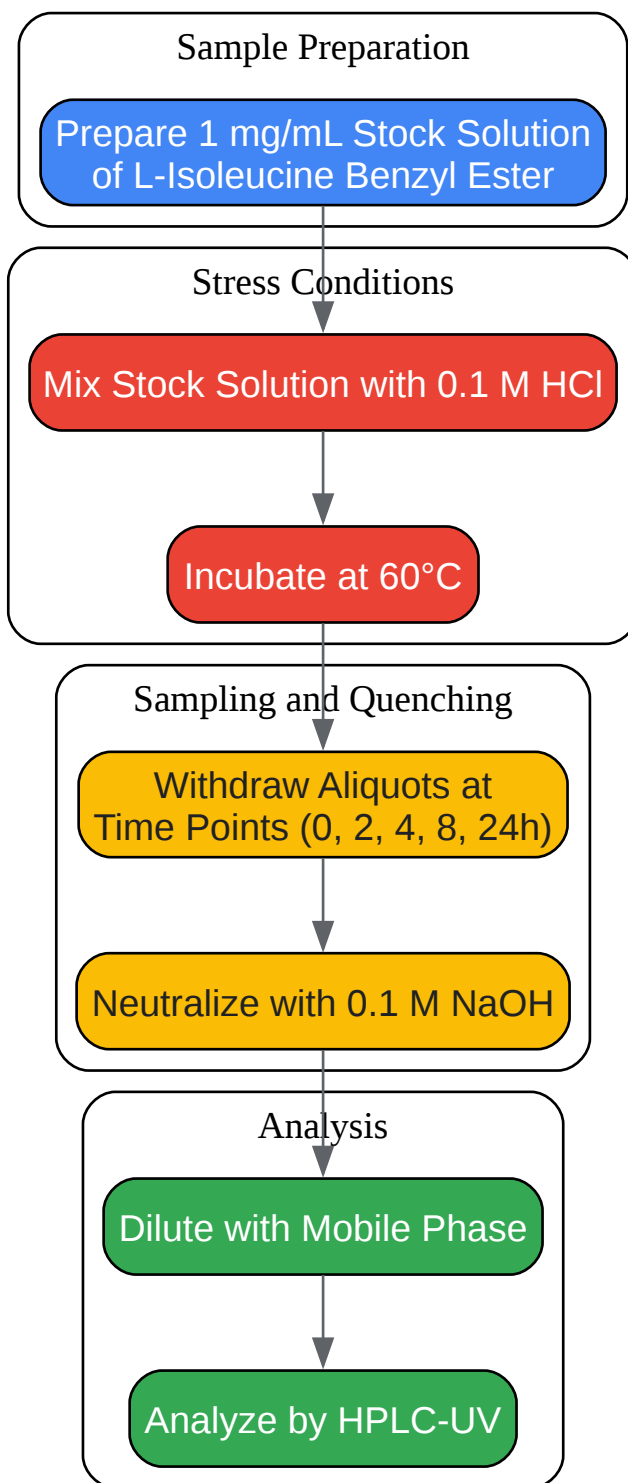 Sample Preparation
Prepare 1 mg/mL Stock Solution
of L-Isoleucine Benzyl Ester
Stress Conditions
Mix Stock Solution with 0.1 M HCl
Incubate at 60°C
Sampling and Quenching
Withdraw Aliquots at
Time Points (0, 2, 4, 8, 24h)
Neutralize with 0.1 M NaOH
Analysis
Dilute with Mobile Phase
Analyze by HPLC-UV